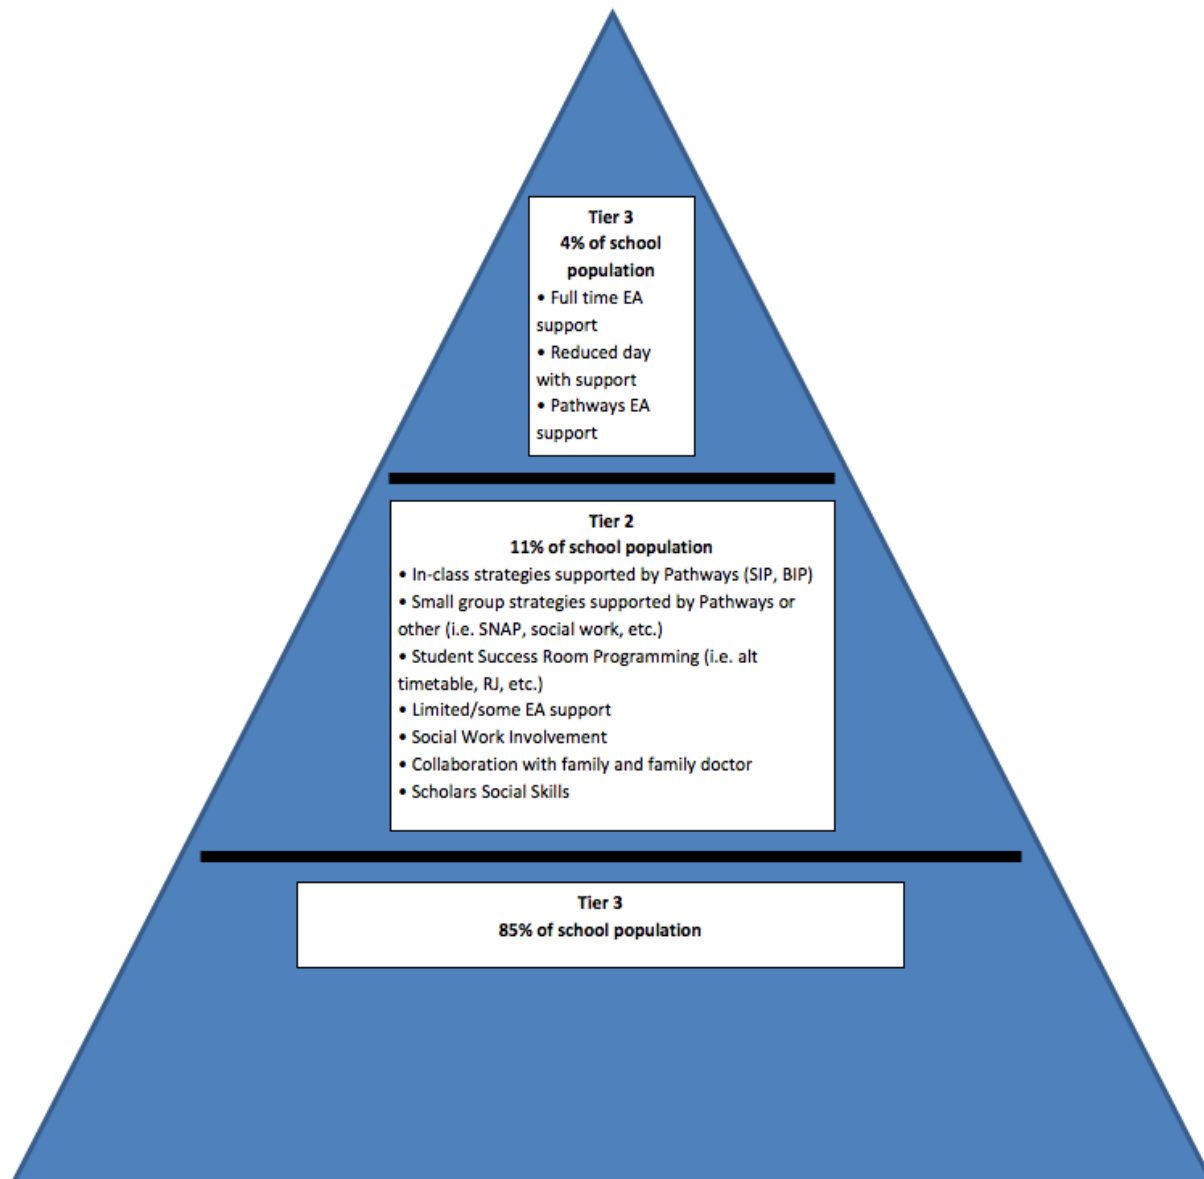 Tier 3
4% of school
population
• Full time EA
support
• Reduced day
with support
• Pathways EA
support
Tier 2
11% of school population
• In-class strategies supported by Pathways (SIP, BIP)
• Small group strategies supported by Pathways or
other (i.e. SNAP, social work, etc.)
• Student Success Room Programming (i.e. alt
timetable, RJ, etc.)
• Limited/some EA support
• Social Work Involvement
• Collaboration with family and family doctor
• Scholars Social Skills
Tier 3
85% of school population